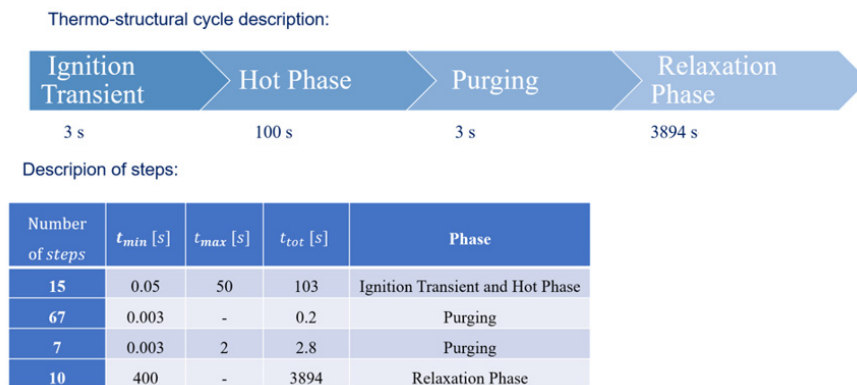 Thermo-structural cycle description:
Ignition Transient
Hot Phase
Purging
Relaxation Phase
3 s
100 s
3 s
3894 s
Descripion of steps:
Number of steps
t_min [s]
t_max [s]
t_tot [s]
Phase
15 0.05 50 103 Ignition Transient and Hot Phase
67 0.003 - 0.2 Purging
7 0.003 2 2.8 Purging
10 400 - 3894 Relaxation Phase